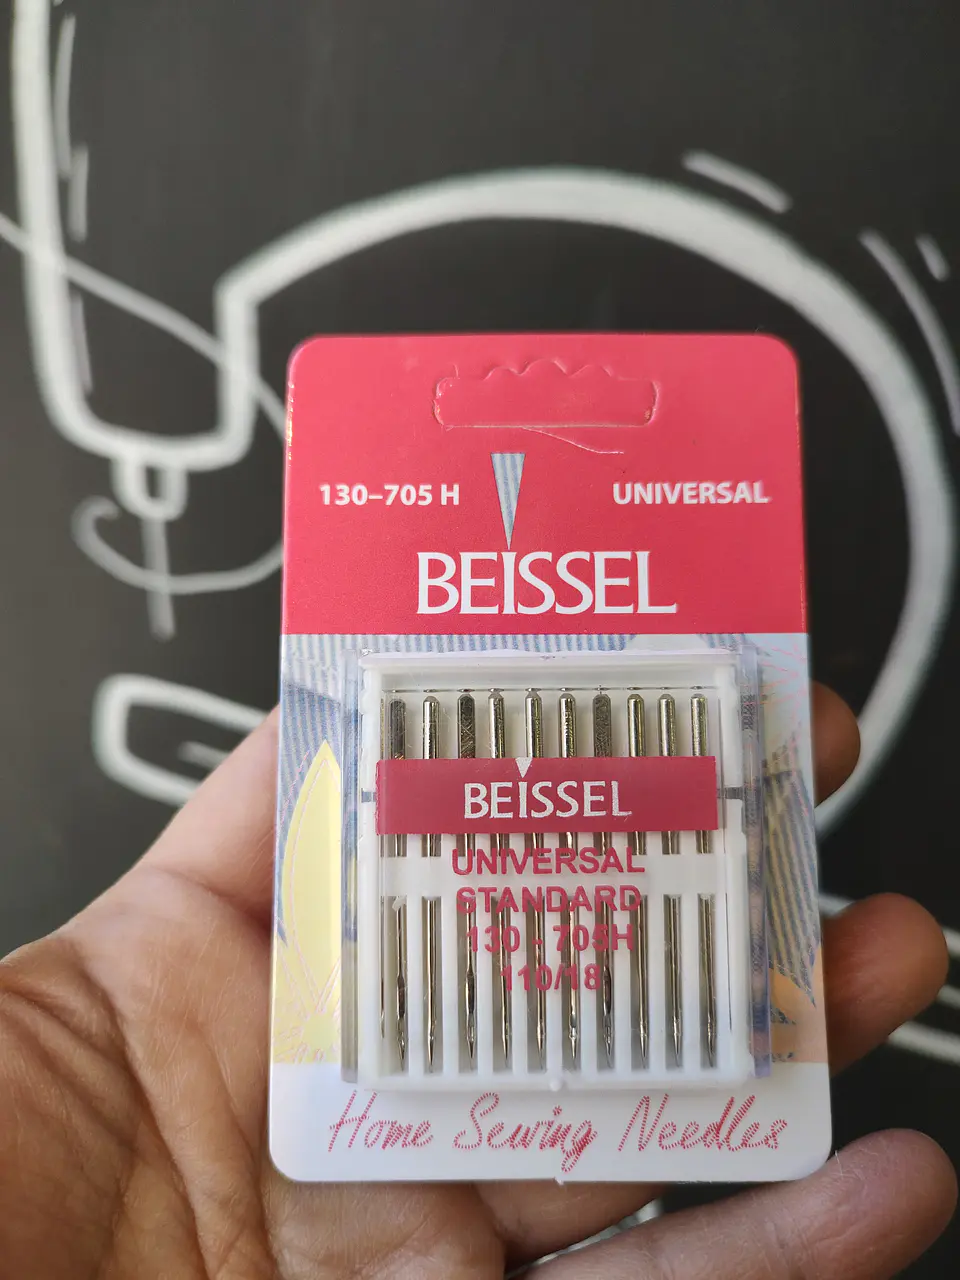 130–705 H
UNIVERSAL
BEISSEL
BEISSEL
UNIVERSAL
STANDARD
130 - 705H
110/18
Home Sewing Needles